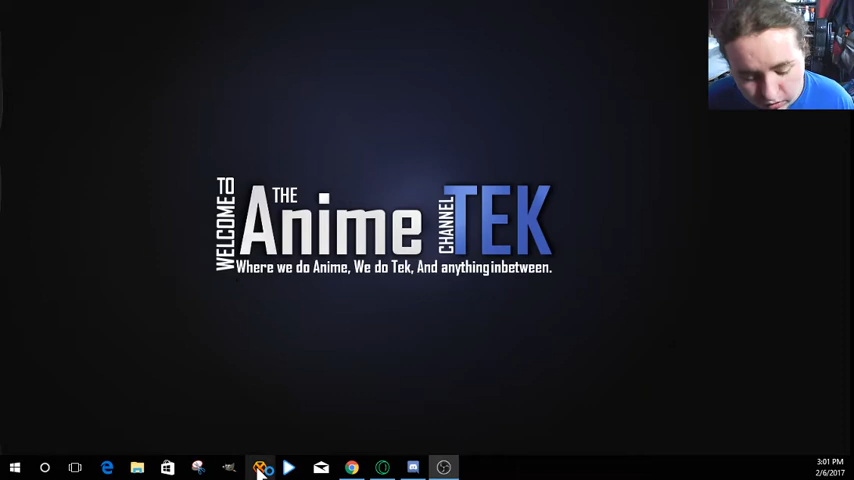 WELCOME TO
THE
Anime
CHANNEL
TEK
Where we do Anime, We do Tek, And anythinginbetween.
3:01 PM
2/6/2017